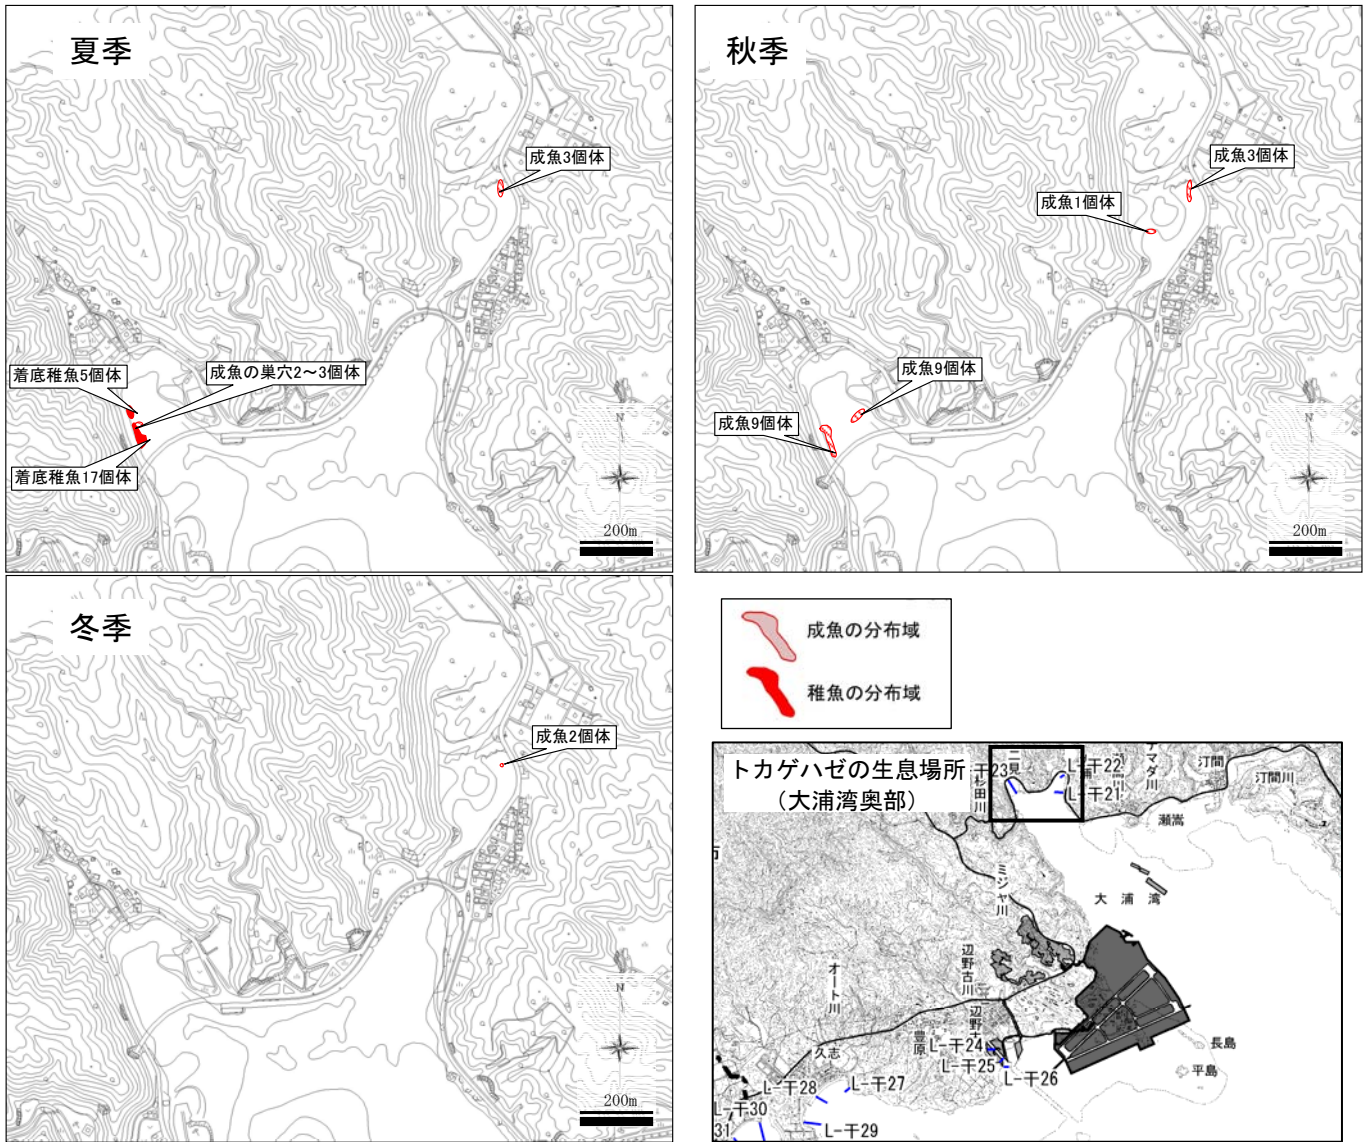 夏季
成魚3個体
着底稚魚5個体
成魚の巣穴2～3個体
着底稚魚17個体
N
200m
秋季
成魚3個体
成魚1個体
成魚9個体
成魚9個体
N
200m
冬季
成魚2個体
N
200m
成魚の分布域
稚魚の分布域
トカゲハゼの生息場所
（大浦湾奥部）
干23
二見
杉田川
L-干22
L-干21
マダ川
汀間
汀間川
瀬嵩
ミジャ川
大浦湾
辺野古川
オート川
辺野古
豊原
久志
L-干24
L-干25
L-干26
長島
平島
L-干28
L-干27
L-干30
L-干29
31